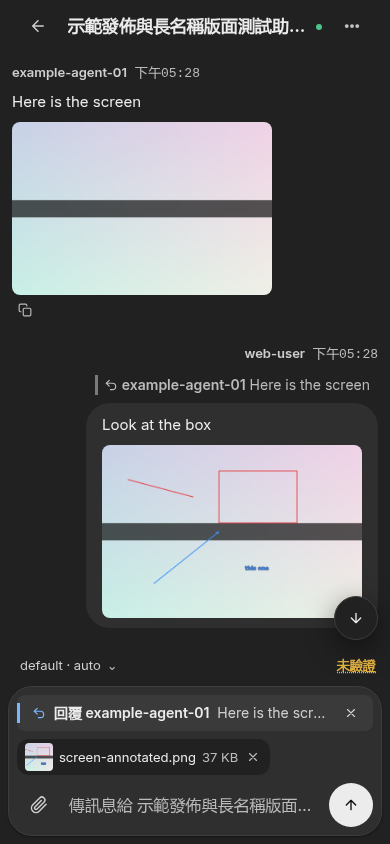 示範發佈與長名稱版面測試助...
example-agent-01 下午05:28
Here is the screen
web-user 下午05:28
example-agent-01 Here is the screen
Look at the box
this one
default · auto
未驗證
回覆 example-agent-01 Here is the scr...
screen-annotated.png 37 KB
傳訊息給 示範發佈與長名稱版面...